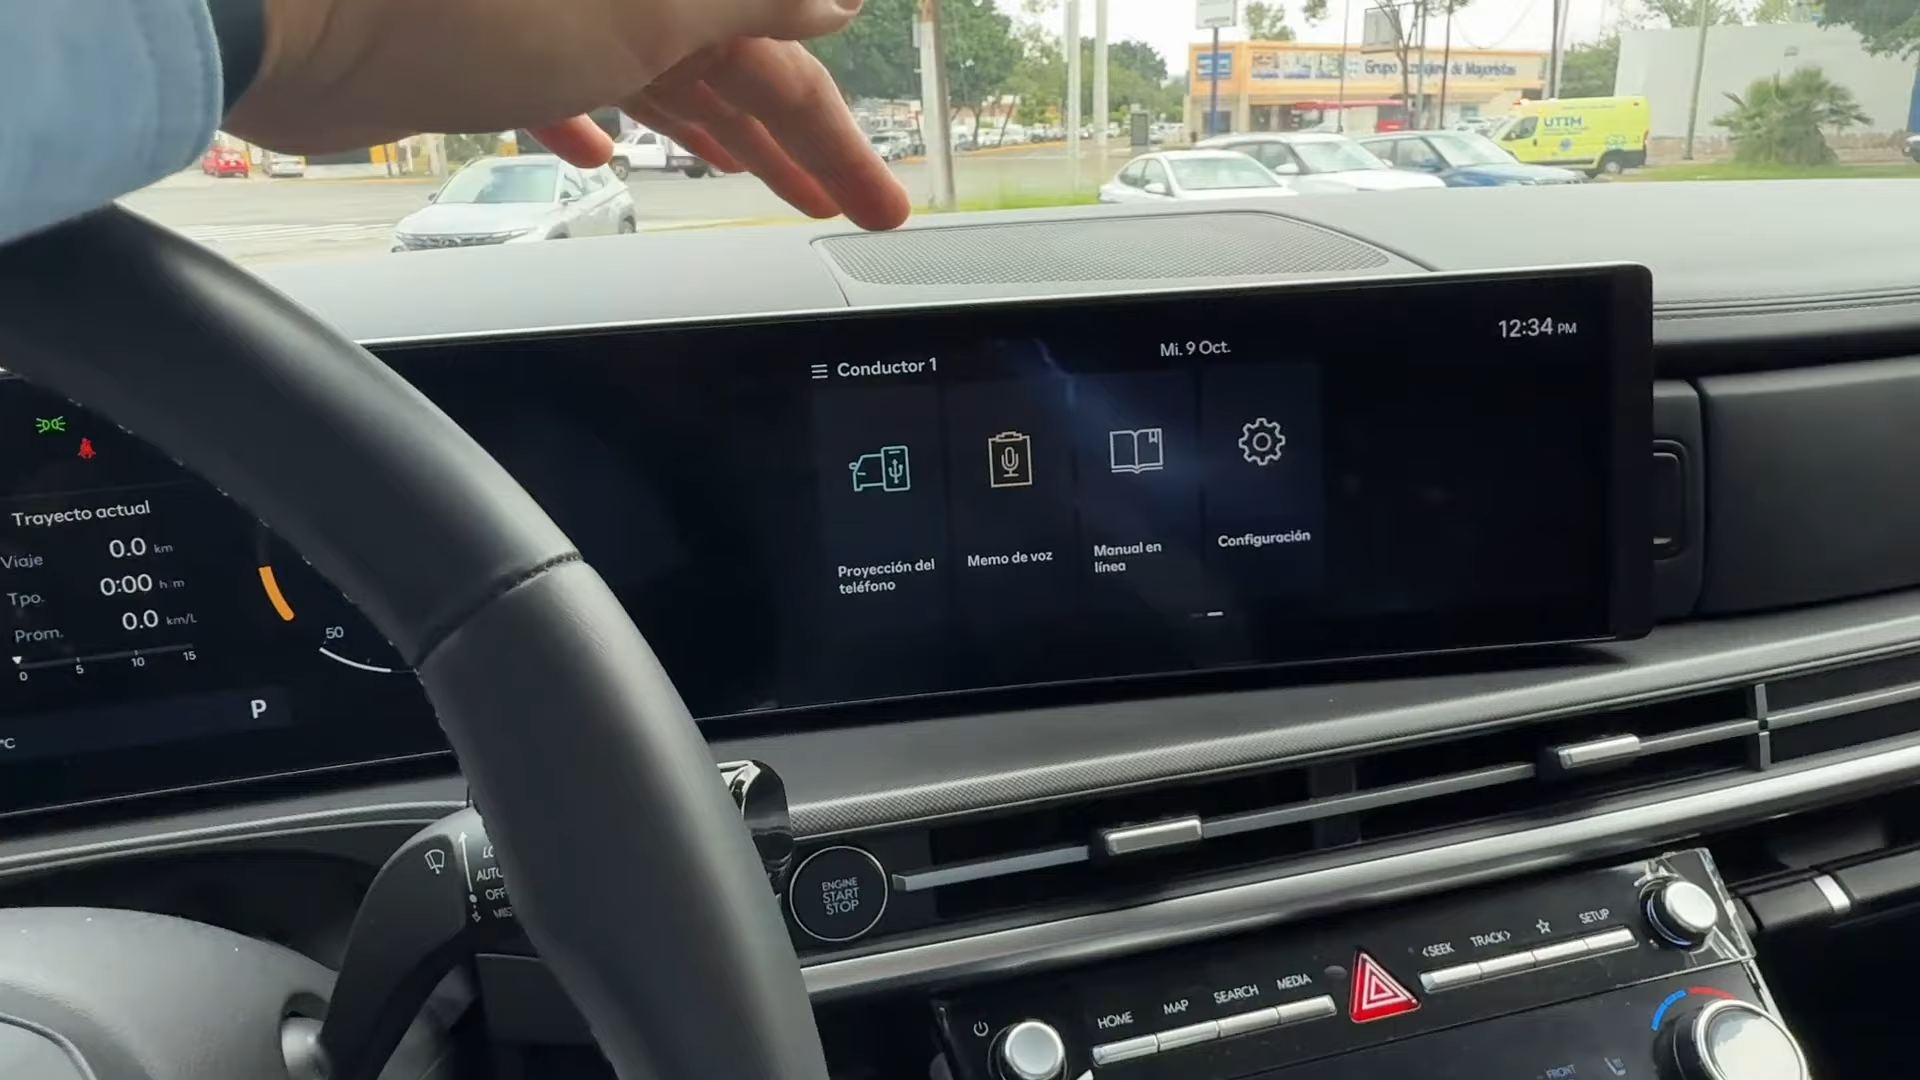 UTIM
Conductor 1
Mi. 9 Oct.
12:34 PM
Proyección del
teléfono
Memo de voz
Manual en
línea
Configuración
Trayecto actual
Viaje
0.0 km
Tpo.
0:00 h:m
Prom.
0.0 km/L
0 5 10 15
50
P
°C
AUTO
OFF
ENGINE
START
STOP
HOME
MAP
SEARCH
MEDIA
<SEEK
TRACK>
SETUP
FRONT